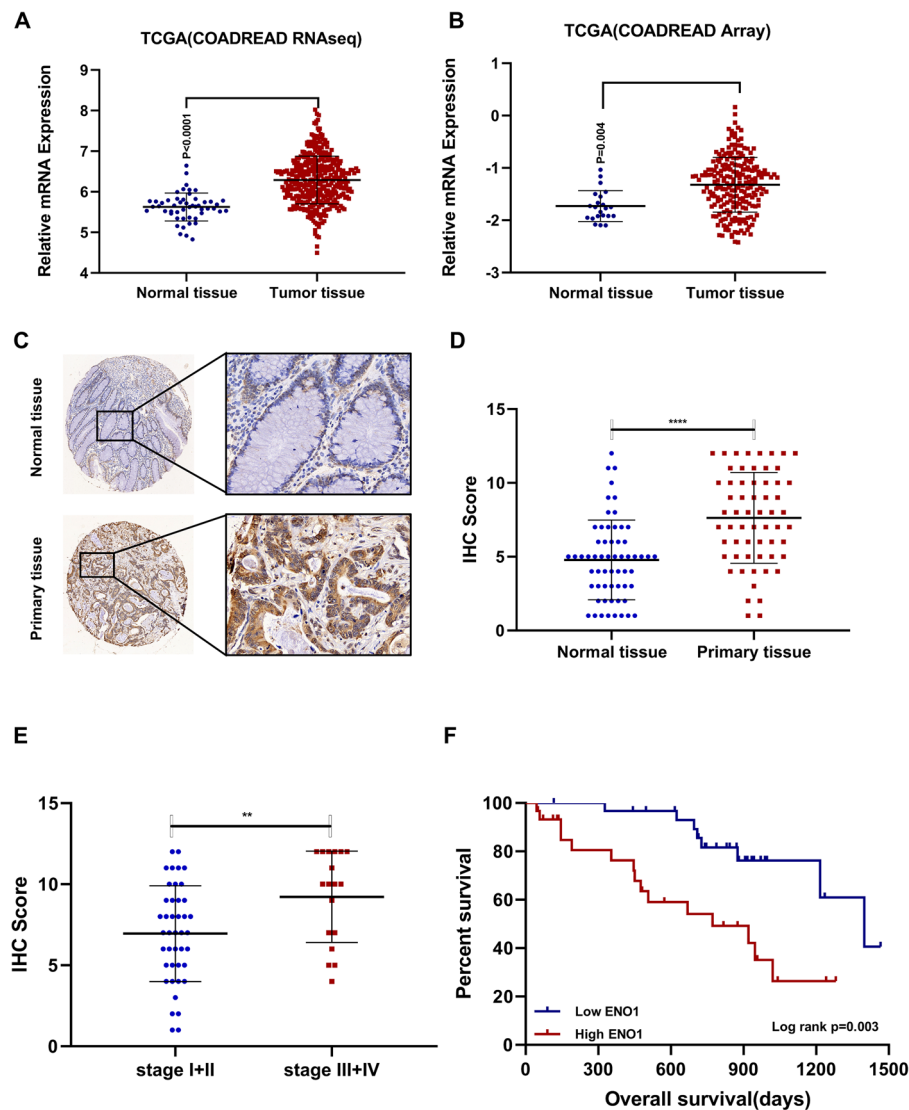 A
TCGA(COADREAD RNAseq)
Relative mRNA Expression
9
8
7
6
5
4
P<0.0001
Normal tissue
Tumor tissue
B
TCGA(COADREAD Array)
Relative mRNA Expression
1
0
-1
-2
-3
P=0.004
Normal tissue
Tumor tissue
C
Normal tissue
Primary tissue
D
IHC Score
15
10
5
0
****
Normal tissue
Primary tissue
E
IHC Score
15
10
5
0
**
stage I+II
stage III+IV
F
Percent survival
100
80
60
40
20
0
Low ENO1
High ENO1
Log rank p=0.003
0 300 600 900 1200 1500
Overall survival(days)